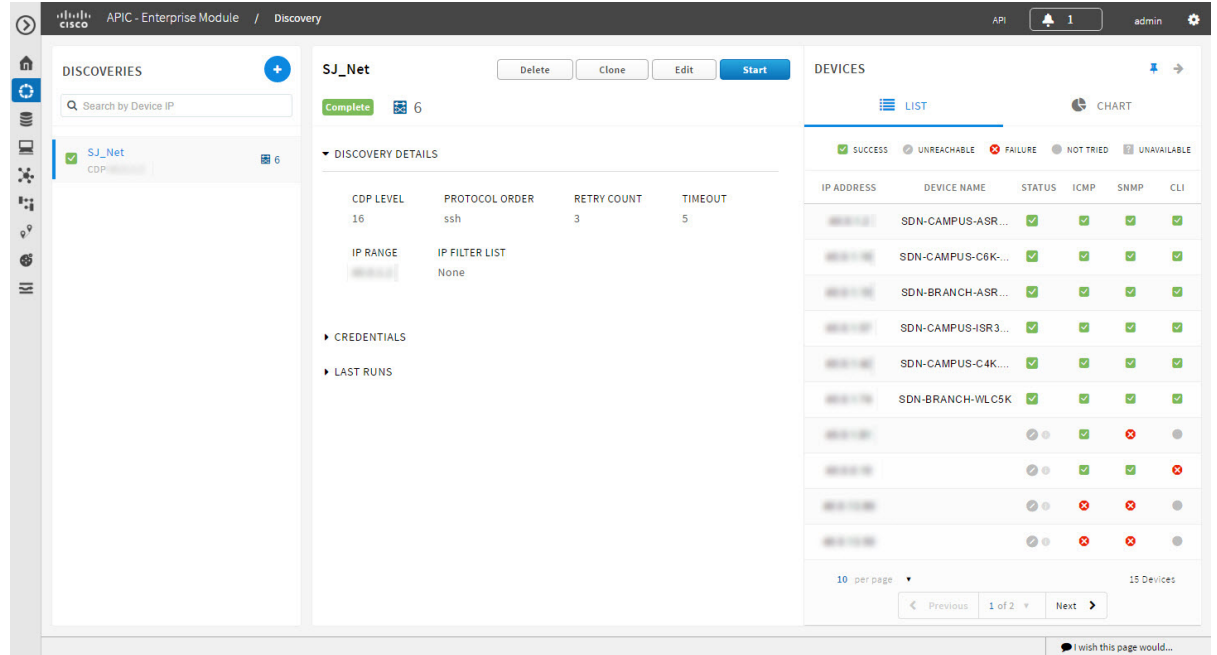 cisco APIC - Enterprise Module / Discovery API 1 admin
DISCOVERIES
Search by Device IP
SJ_Net 6
CDP
SJ_Net Delete Clone Edit Start
Complete 6
DISCOVERY DETAILS
CDP LEVEL PROTOCOL ORDER RETRY COUNT TIMEOUT
16 ssh 3 5
IP RANGE IP FILTER LIST
None
CREDENTIALS
LAST RUNS
DEVICES
LIST CHART
SUCCESS UNREACHABLE FAILURE NOT TRIED UNAVAILABLE
IP ADDRESS DEVICE NAME STATUS ICMP SNMP CLI
SDN-CAMPUS-ASR...
SDN-CAMPUS-C6K-...
SDN-BRANCH-ASR...
SDN-CAMPUS-ISR3...
SDN-CAMPUS-C4K....
SDN-BRANCH-WLC5K
10 per page 15 Devices
Previous 1 of 2 Next
I wish this page would...